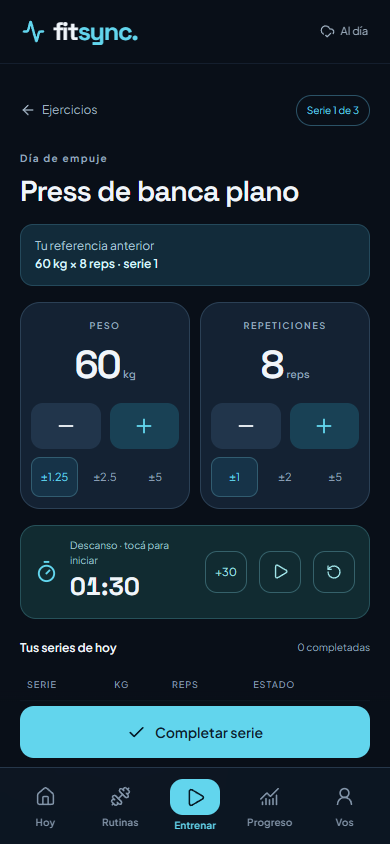 fitsync.
Al día
Ejercicios
Serie 1 de 3
Día de empuje
Press de banca plano
Tu referencia anterior
60 kg × 8 reps · serie 1
PESO
60 kg
±1.25 ±2.5 ±5
REPETICIONES
8 reps
±1 ±2 ±5
Descanso · tocá para
iniciar
01:30
+30
Tus series de hoy
0 completadas
SERIE KG REPS ESTADO
Completar serie
Hoy Rutinas Entrenar Progreso Vos